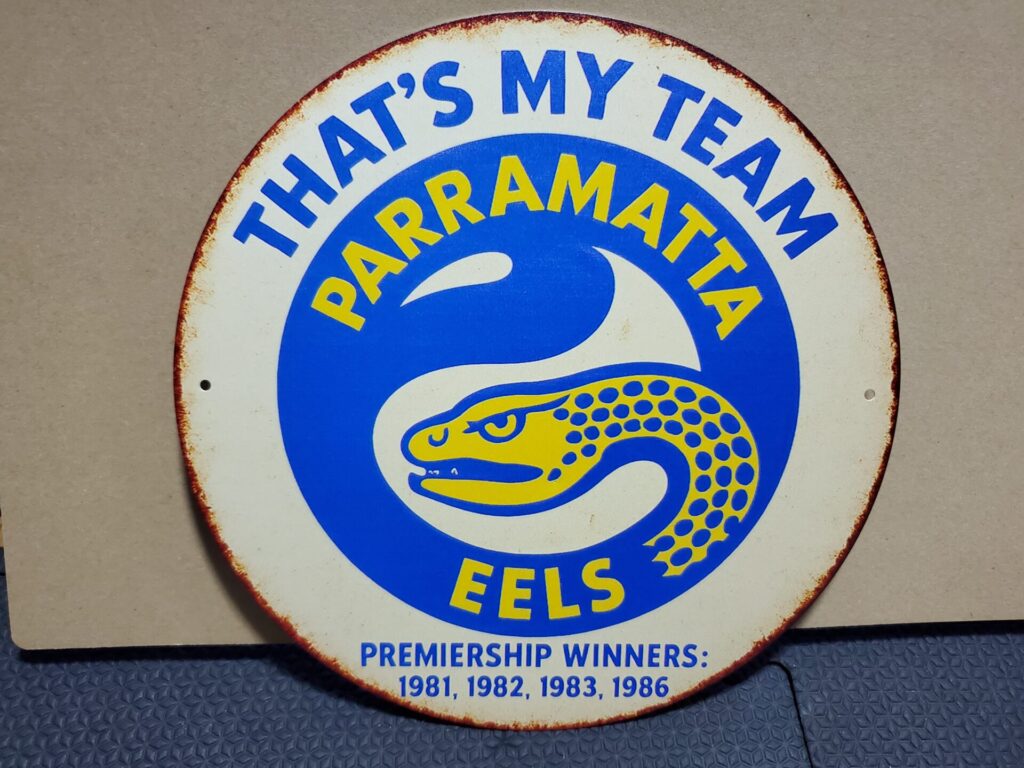 THAT'S MY TEAM
PARRAMATTA
EELS
PREMIERSHIP WINNERS:
1981, 1982, 1983, 1986